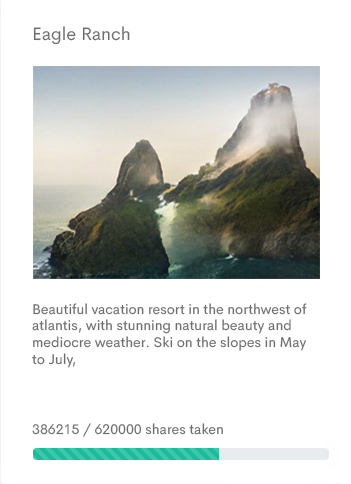 Eagle Ranch
Beautiful vacation resort in the northwest of
atlantis, with stunning natural beauty and
mediocre weather. Ski on the slopes in May
to July,
386215 / 620000 shares taken